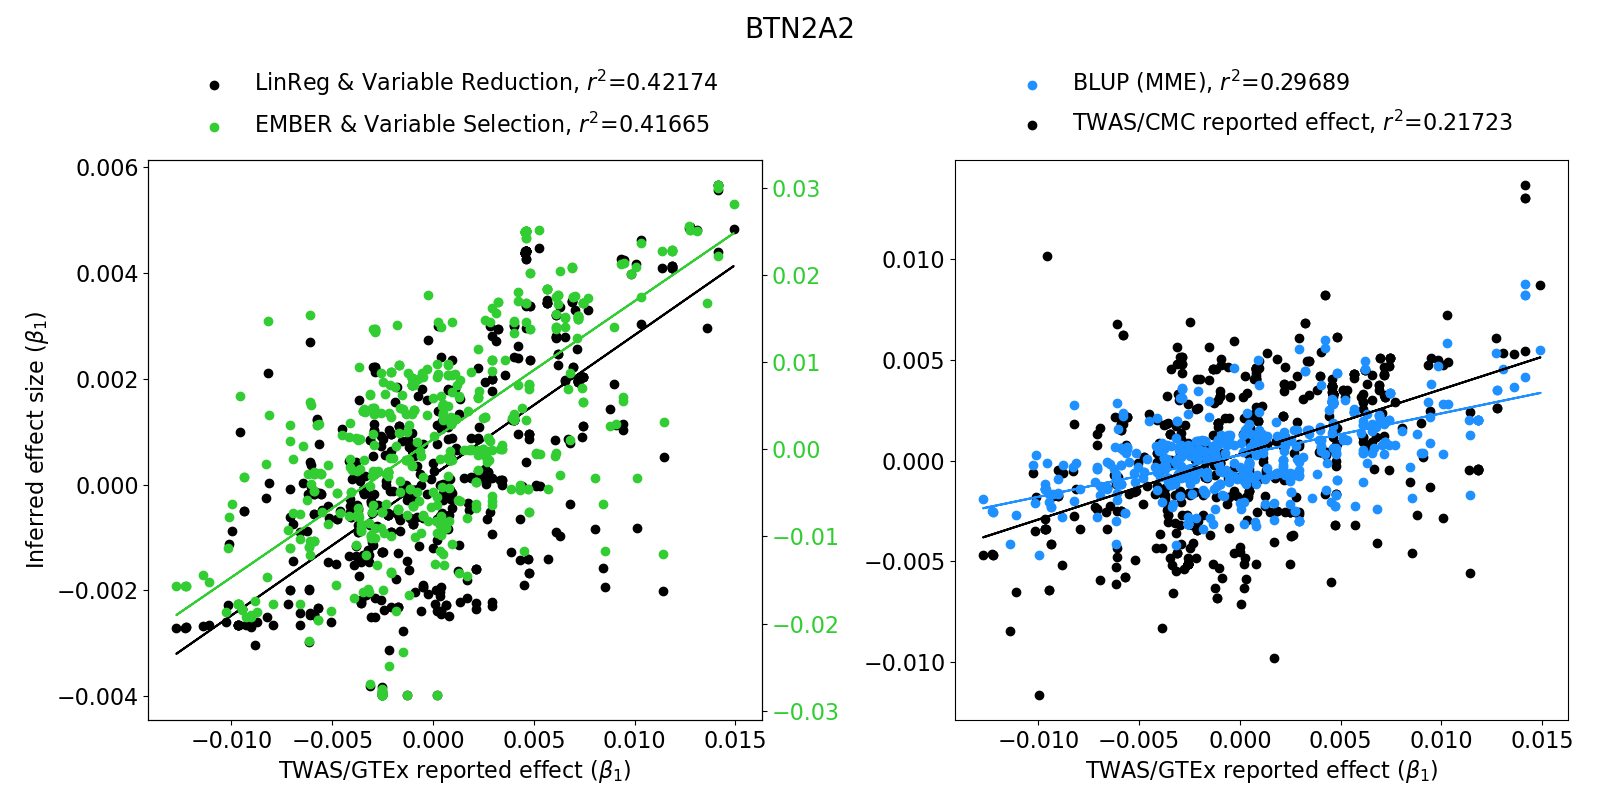 BTN2A2
LinReg & Variable Reduction, r²=0.42174
EMBER & Variable Selection, r²=0.41665
BLUP (MME), r²=0.29689
TWAS/CMC reported effect, r²=0.21723
Inferred effect size (β₁)
0.006
0.004
0.002
0.000
−0.002
−0.004
0.03
0.02
0.01
0.00
−0.01
−0.02
−0.03
−0.010 −0.005 0.000 0.005 0.010 0.015
TWAS/GTEx reported effect (β₁)
0.010
0.005
0.000
−0.005
−0.010
−0.010 −0.005 0.000 0.005 0.010 0.015
TWAS/GTEx reported effect (β₁)